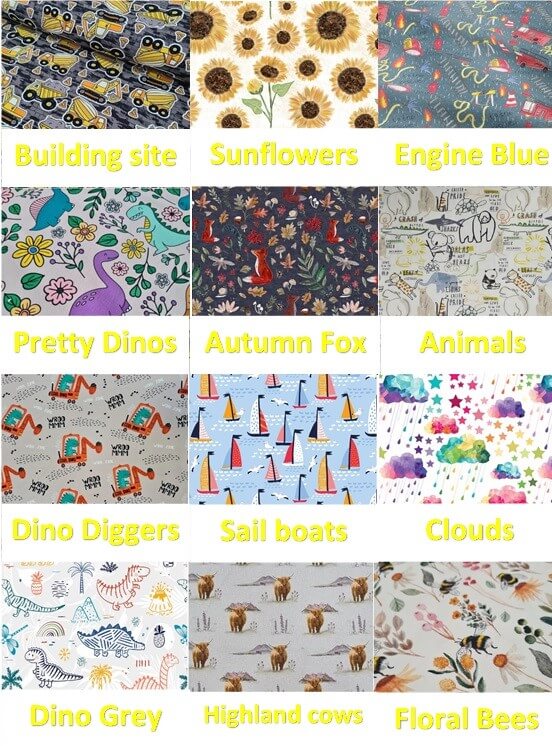 Building site
Sunflowers
Engine Blue
Pretty Dinos
Autumn Fox
Animals
Dino Diggers
Sail boats
Clouds
Dino Grey
Highland cows
Floral Bees